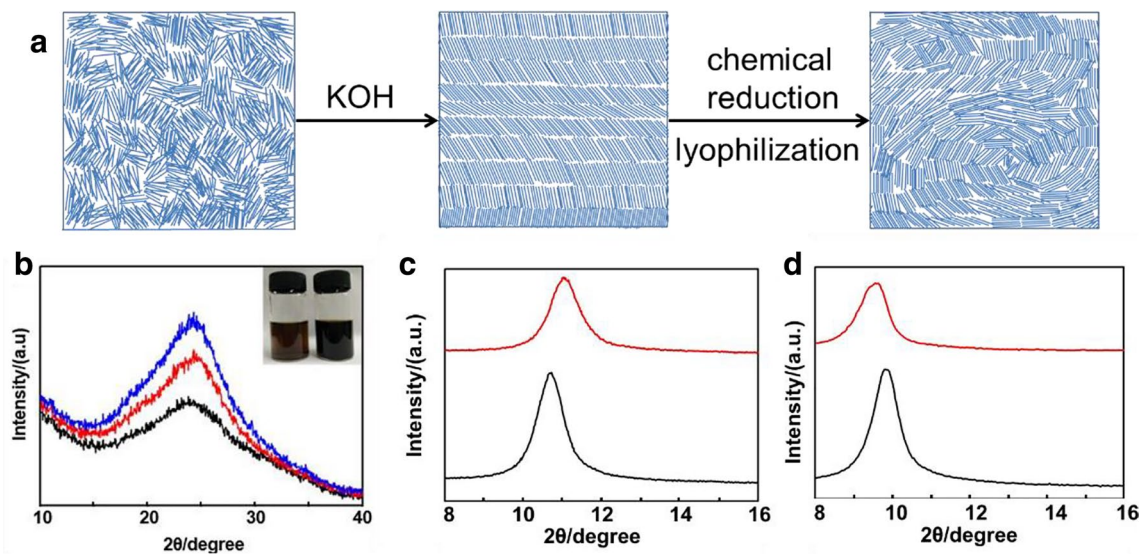 a
KOH
chemical
reduction
lyophilization
b
Intensity/(a.u)
10
20
30
40
2θ/degree
c
Intensity/(a.u.)
8
10
12
14
16
2θ/degree
d
Intensity/(a.u.)
8
10
12
14
16
2θ/degree